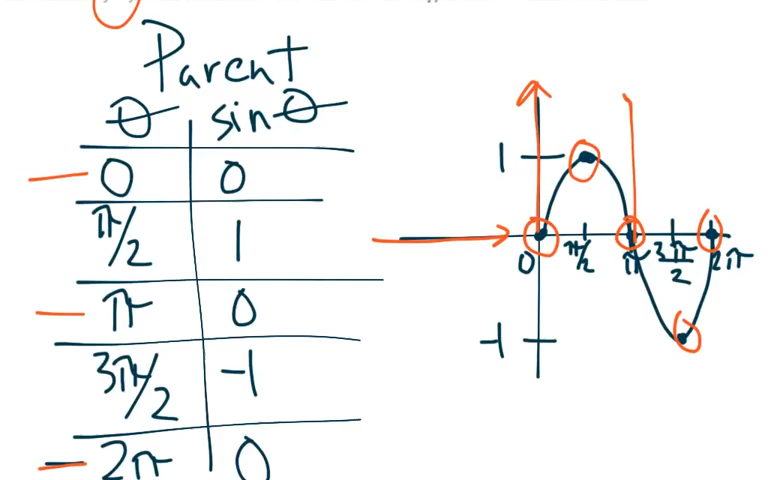 Parent
θ sinθ
0 0
π/2 1
π 0
3π/2 -1
2π 0
1
0 π/2 π 3π/2 2π
-1